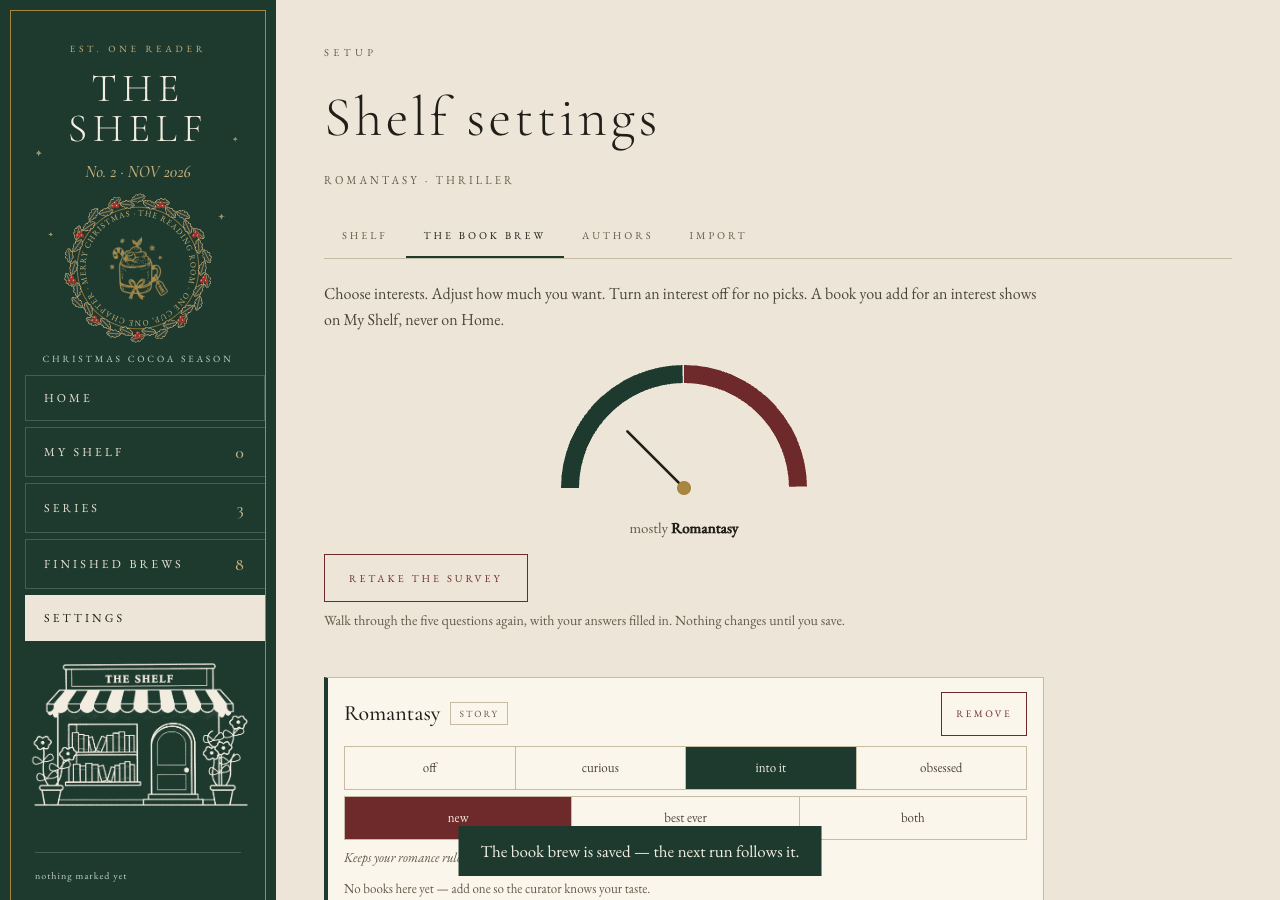 EST. ONE READER
THE
SHELF
No. 2 · NOV 2026
MERRY CHRISTMAS · THE READING ROOM · ONE CUP, ONE CHAPTER ·
CHRISTMAS COCOA SEASON
HOME
MY SHELF 0
SERIES 3
FINISHED BREWS 8
SETTINGS
THE SHELF
nothing marked yet
SETUP
Shelf settings
ROMANTASY · THRILLER
SHELF THE BOOK BREW AUTHORS IMPORT
Choose interests. Adjust how much you want. Turn an interest off for no picks. A book you add for an interest shows
on My Shelf, never on Home.
mostly Romantasy
RETAKE THE SURVEY
Walk through the five questions again, with your answers filled in. Nothing changes until you save.
Romantasy STORY REMOVE
off curious into it obsessed
new best ever both
Keeps your romance
The book brew is saved — the next run follows it.
No books here yet — add one so the curator knows your taste.